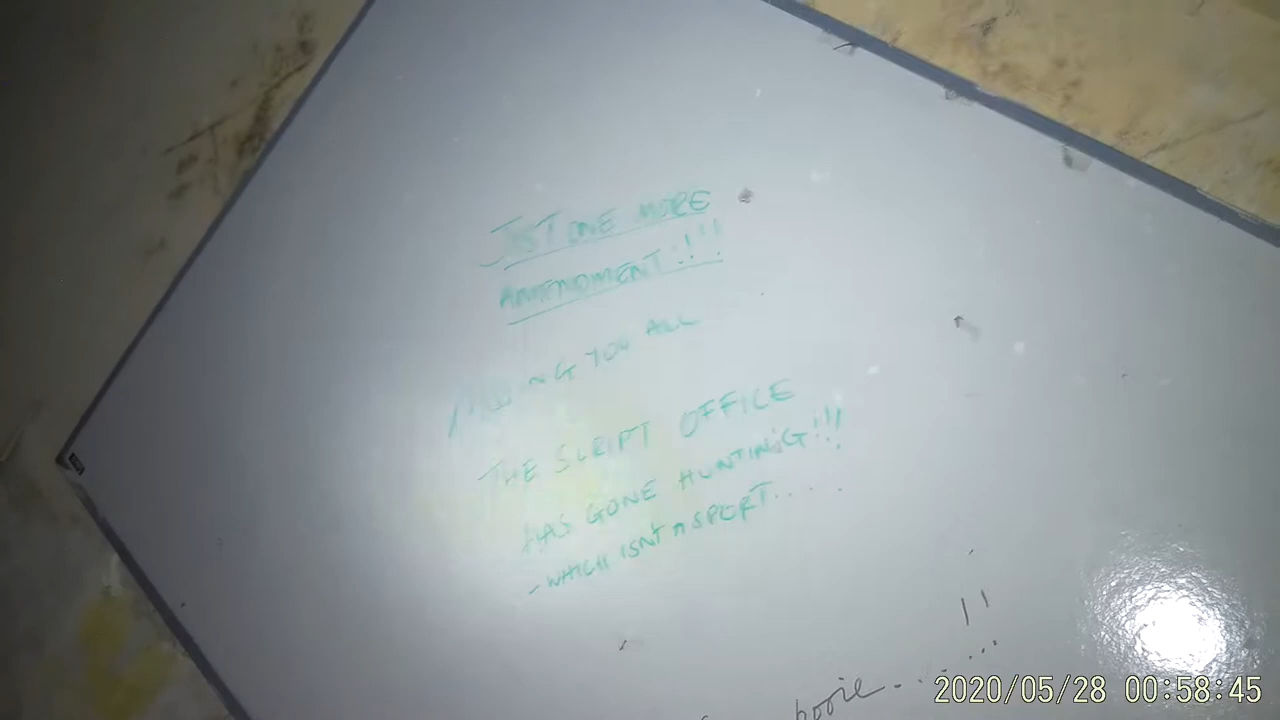 JUST ONE MORE
AMENDMENT!!!
MISSING YOU ALL
THE SCRIPT OFFICE
HAS GONE HUNTING!!!
- WHICH ISN'T A SPORT.....
!!
2020/05/28 00:58:45